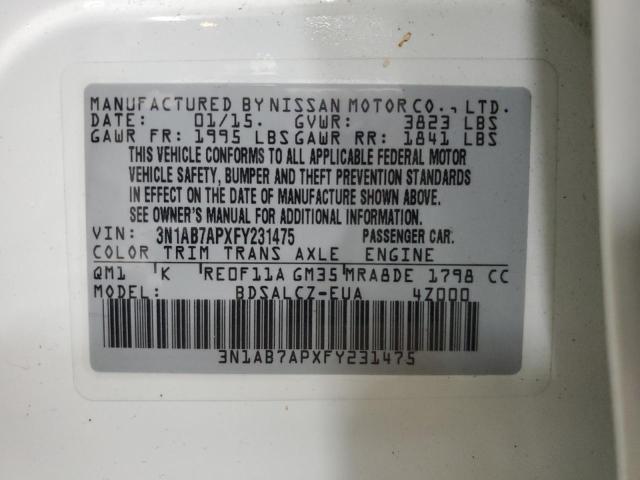 MANUFACTURED BY NISSAN MOTOR CO., LTD.
DATE: 01/15. GVWR: 3823 LBS
GAWR FR: 1995 LBS GAWR RR: 1841 LBS
THIS VEHICLE CONFORMS TO ALL APPLICABLE FEDERAL MOTOR
VEHICLE SAFETY, BUMPER AND THEFT PREVENTION STANDARDS
IN EFFECT ON THE DATE OF MANUFACTURE SHOWN ABOVE.
SEE OWNER'S MANUAL FOR ADDITIONAL INFORMATION.
VIN: 3N1AB7APXFY231475 PASSENGER CAR.
COLOR TRIM TRANS AXLE ENGINE
QM1 K RE0F11A GM35 MRA8DE 1798 CC
MODEL: BDSALCZ-EUA 4Z000
3N1AB7APXFY231475